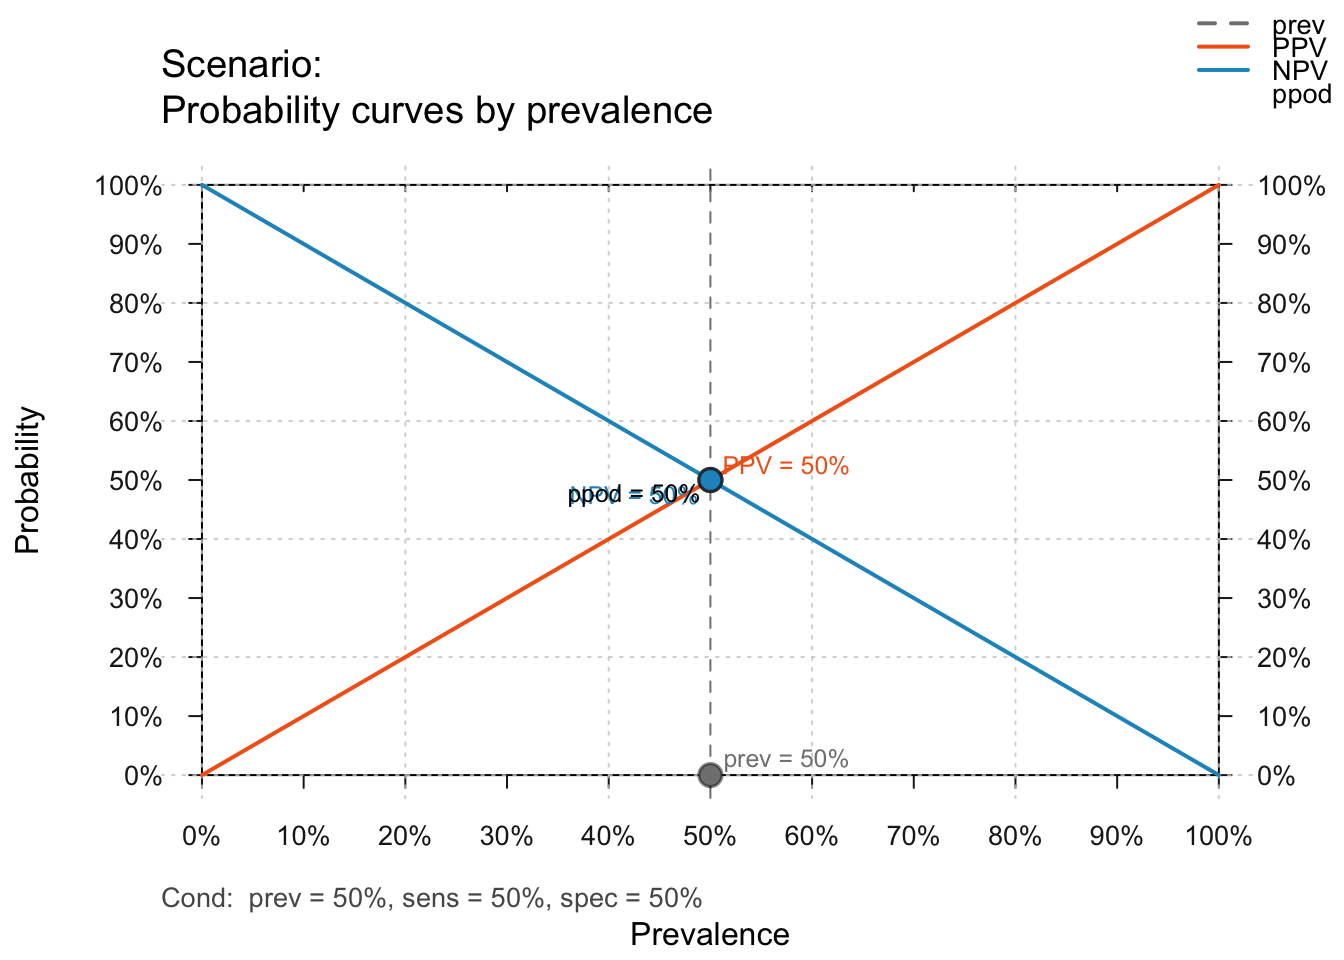 prev
PPV
NPV
ppod
Scenario:
Probability curves by prevalence
100%
90%
80%
70%
60%
50%
40%
30%
20%
10%
0%
100%
90%
80%
70%
60%
50%
40%
30%
20%
10%
0%
Probability
PPV = 50%
NPV = 50%
ppod = 50%
prev = 50%
0% 10% 20% 30% 40% 50% 60% 70% 80% 90% 100%
Cond: prev = 50%, sens = 50%, spec = 50%
Prevalence